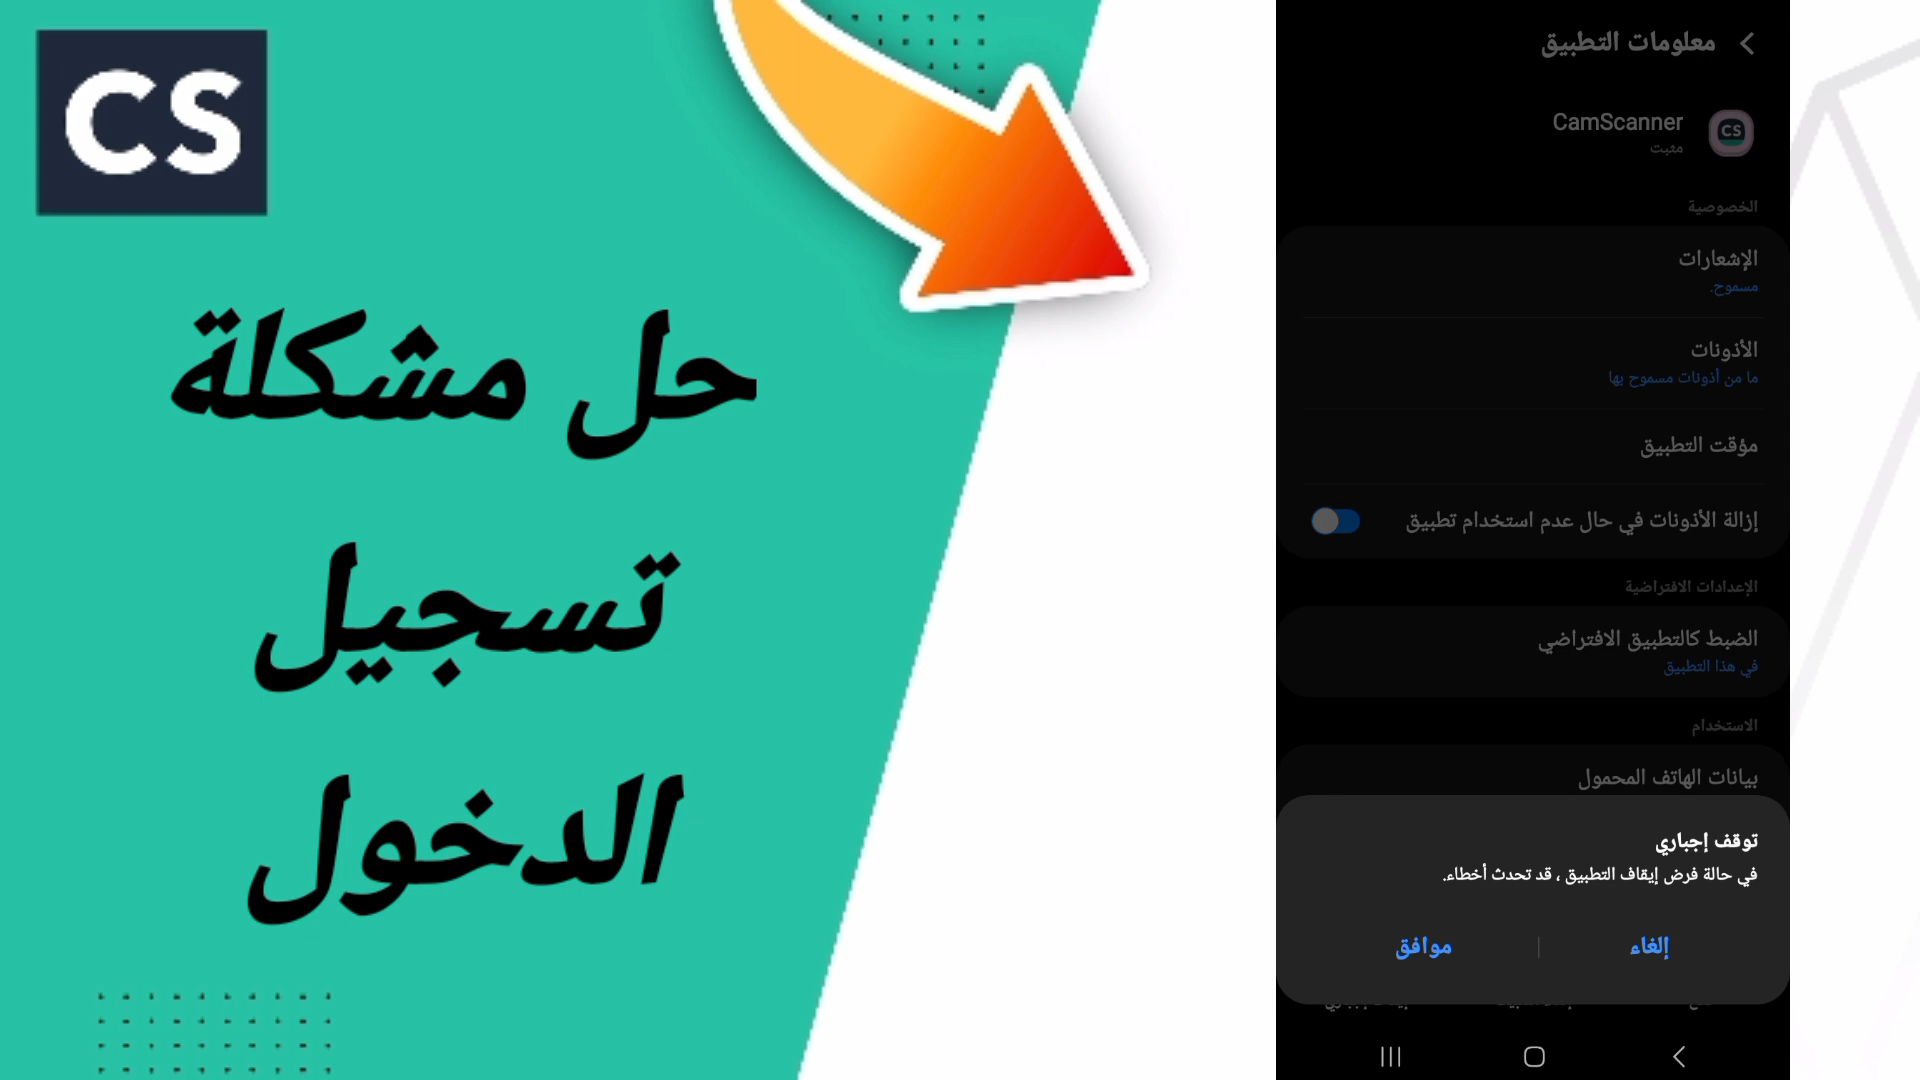 CS
حل مشكلة
تسجيل
الدخول
معلومات التطبيق
CamScanner
CS
مثبت
الخصوصية
الإشعارات
مسموح.
الأذونات
ما من أذونات مسموح بها
مؤقت التطبيق
إزالة الأذونات في حال عدم استخدام تطبيق
الإعدادات الافتراضية
الضبط كالتطبيق الافتراضي
في هذا التطبيق
الاستخدام
بيانات الهاتف المحمول
توقف إجباري
في حالة فرض إيقاف التطبيق ، قد تحدث أخطاء.
إلغاء
موافق